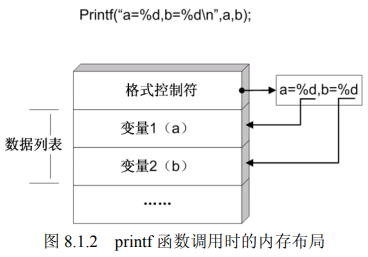 Printf(“a=%d,b=%d\n”,a,b);
格式控制符
a=%d,b=%d
数据列表
变量1（a）
变量2（b）
……
图 8.1.2 printf 函数调用时的内存布局